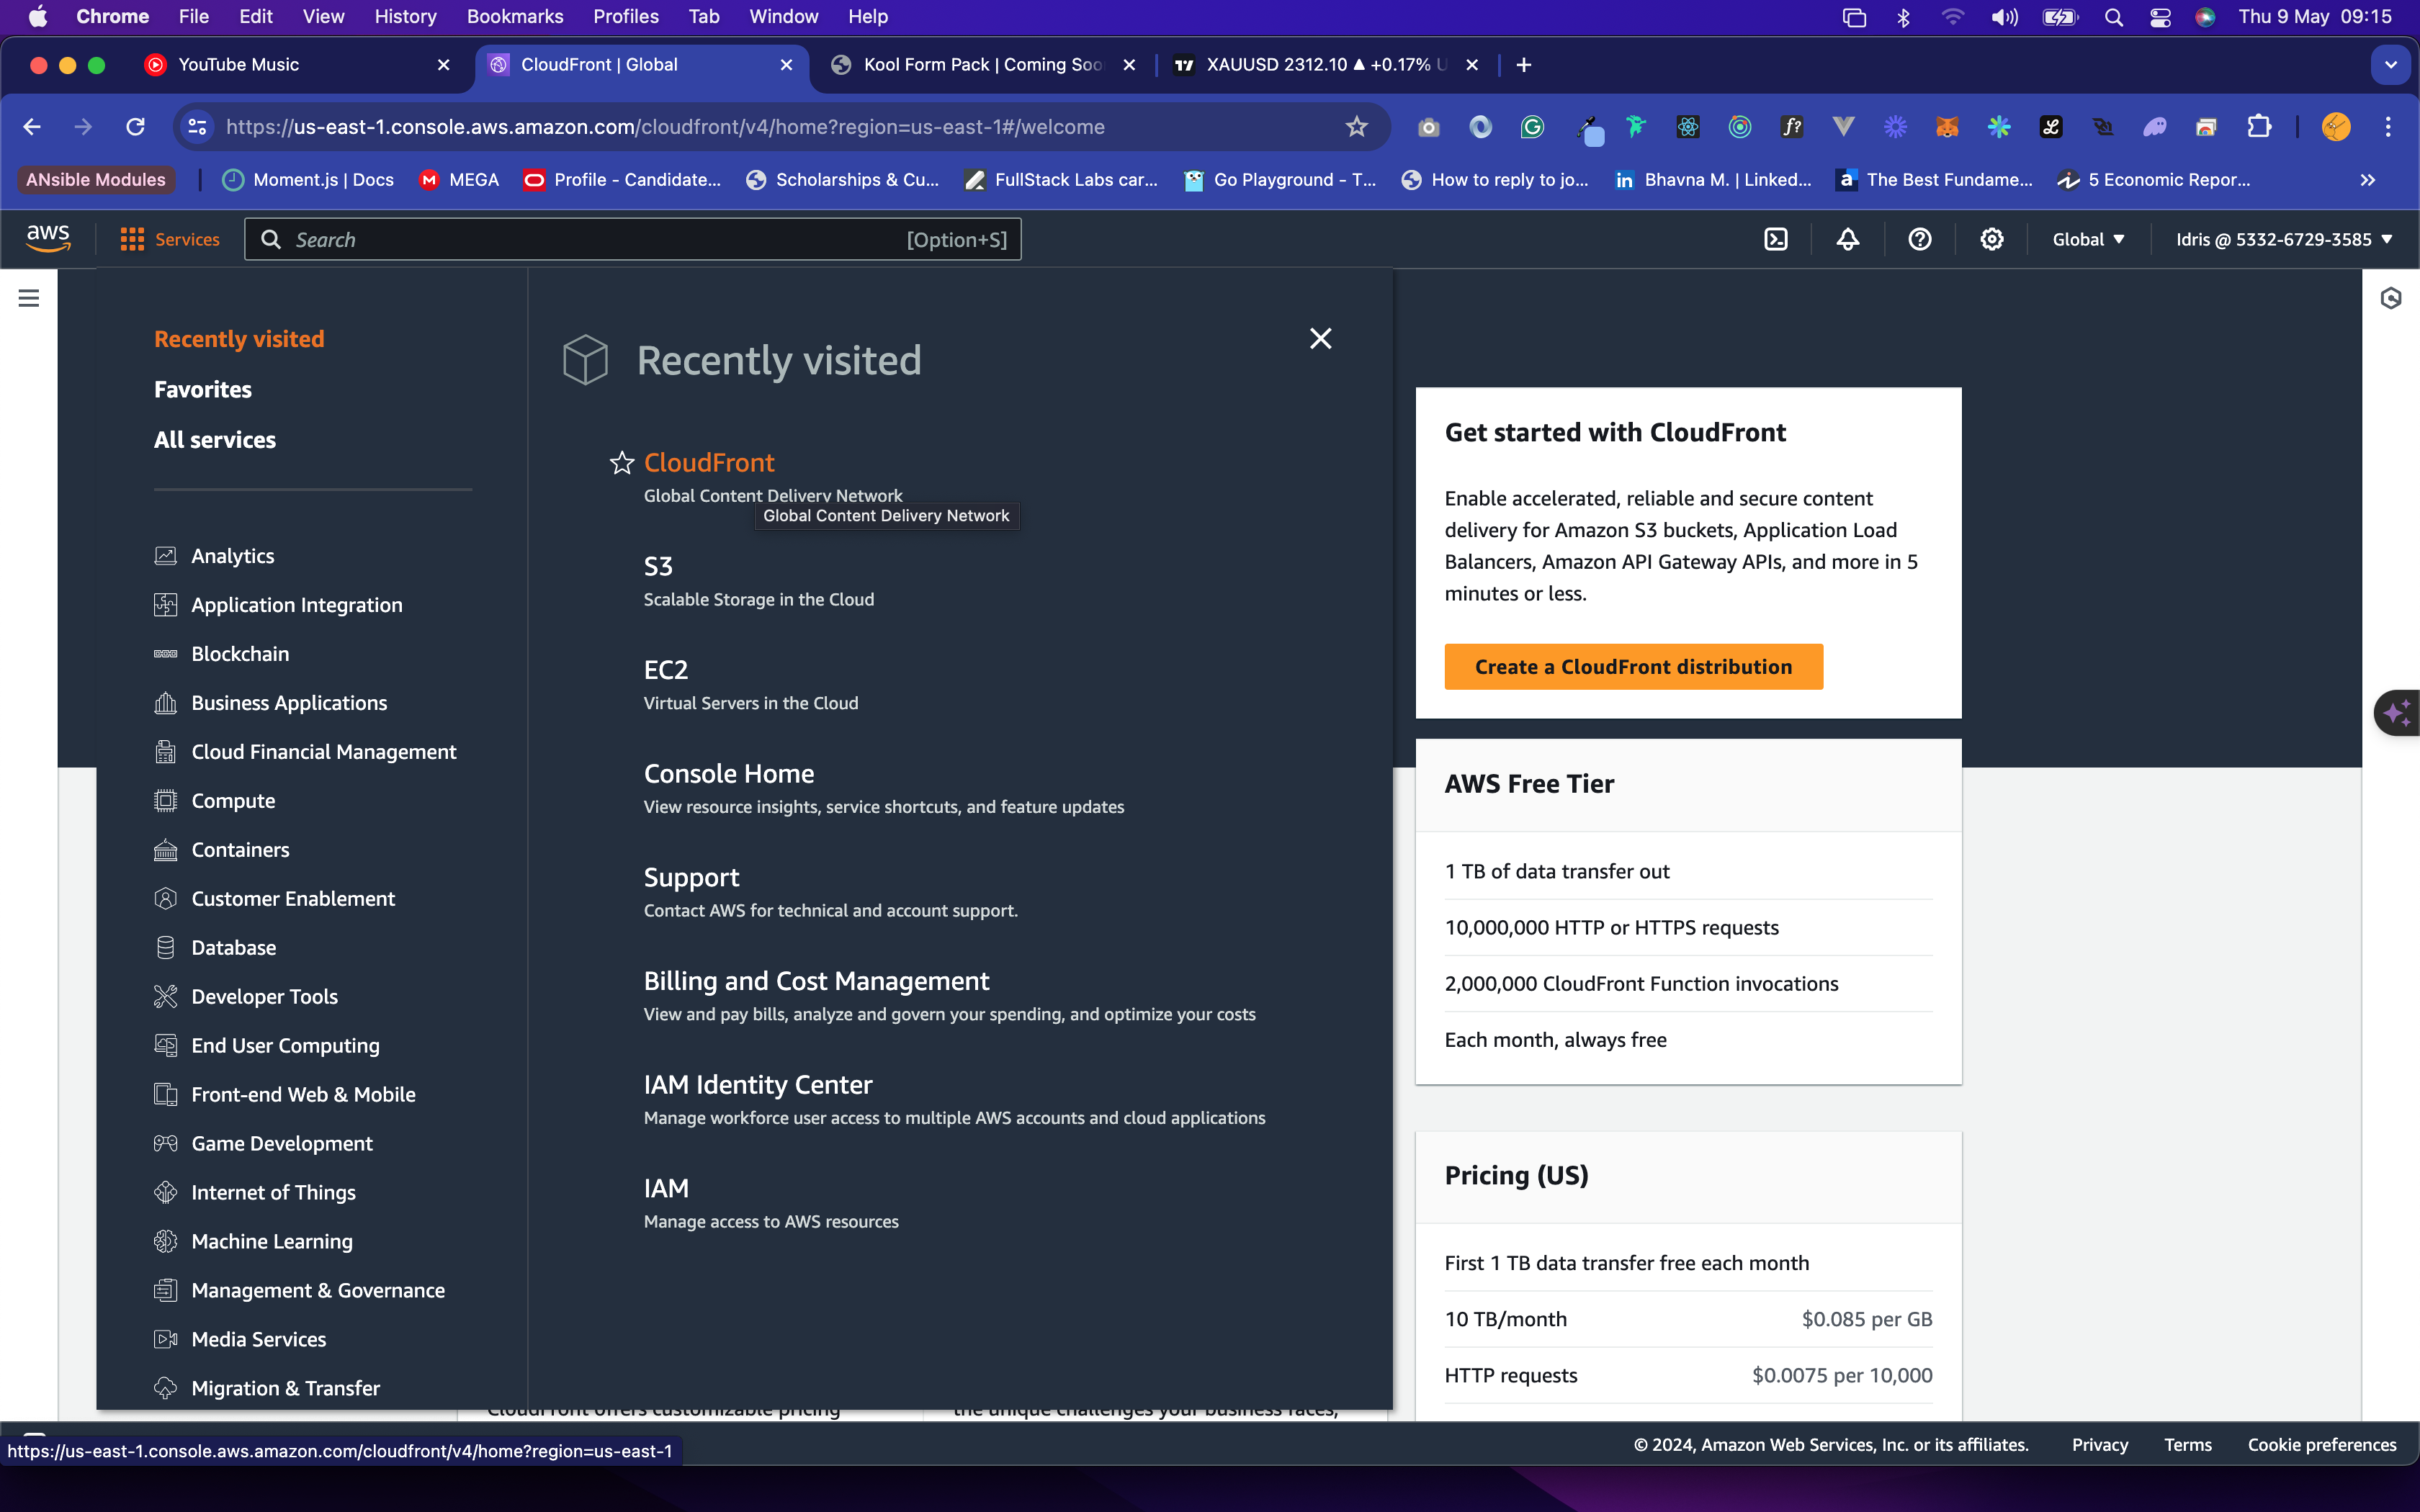 Chrome File Edit View History Bookmarks Profiles Tab Window Help Thu 9 May 09:15
YouTube Music CloudFront | Global Kool Form Pack | Coming Soo XAUUSD 2312.10 ▲ +0.17% U
https://us-east-1.console.aws.amazon.com/cloudfront/v4/home?region=us-east-1#/welcome
ANsible Modules Moment.js | Docs MEGA Profile - Candidate... Scholarships & Cu... FullStack Labs car... Go Playground - T... How to reply to jo... Bhavna M. | Linked... The Best Fundame... 5 Economic Repor...
aws Services Search [Option+S] Global Idris @ 5332-6729-3585
Recently visited
Favorites
All services
Analytics
Application Integration
Blockchain
Business Applications
Cloud Financial Management
Compute
Containers
Customer Enablement
Database
Developer Tools
End User Computing
Front-end Web & Mobile
Game Development
Internet of Things
Machine Learning
Management & Governance
Media Services
Migration & Transfer
Recently visited
CloudFront
Global Content Delivery Network
Global Content Delivery Network
S3
Scalable Storage in the Cloud
EC2
Virtual Servers in the Cloud
Console Home
View resource insights, service shortcuts, and feature updates
Support
Contact AWS for technical and account support.
Billing and Cost Management
View and pay bills, analyze and govern your spending, and optimize your costs
IAM Identity Center
Manage workforce user access to multiple AWS accounts and cloud applications
IAM
Manage access to AWS resources
Get started with CloudFront
Enable accelerated, reliable and secure content
delivery for Amazon S3 buckets, Application Load
Balancers, Amazon API Gateway APIs, and more in 5
minutes or less.
Create a CloudFront distribution
AWS Free Tier
1 TB of data transfer out
10,000,000 HTTP or HTTPS requests
2,000,000 CloudFront Function invocations
Each month, always free
Pricing (US)
First 1 TB data transfer free each month
10 TB/month $0.085 per GB
HTTP requests $0.0075 per 10,000
CloudFront offers customizable pricing
the unique challenges your business faces,
https://us-east-1.console.aws.amazon.com/cloudfront/v4/home?region=us-east-1
© 2024, Amazon Web Services, Inc. or its affiliates. Privacy Terms Cookie preferences